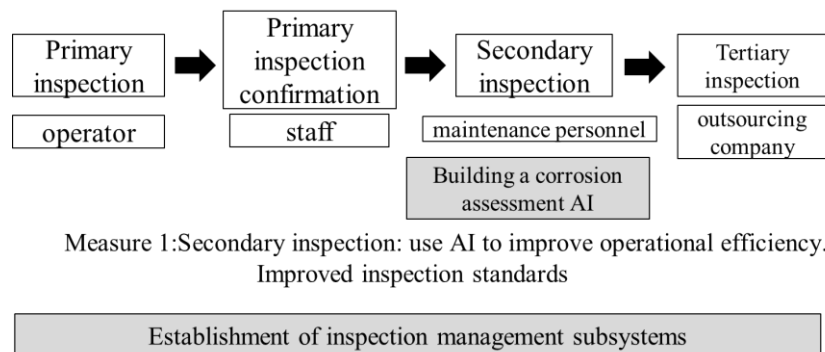 Primary
inspection
Primary
inspection
confirmation
Secondary
inspection
Tertiary
inspection
operator
staff
maintenance personnel
outsourcing
company
Building a corrosion
assessment AI
Measure 1:Secondary inspection: use AI to improve operational efficiency.
Improved inspection standards
Establishment of inspection management subsystems